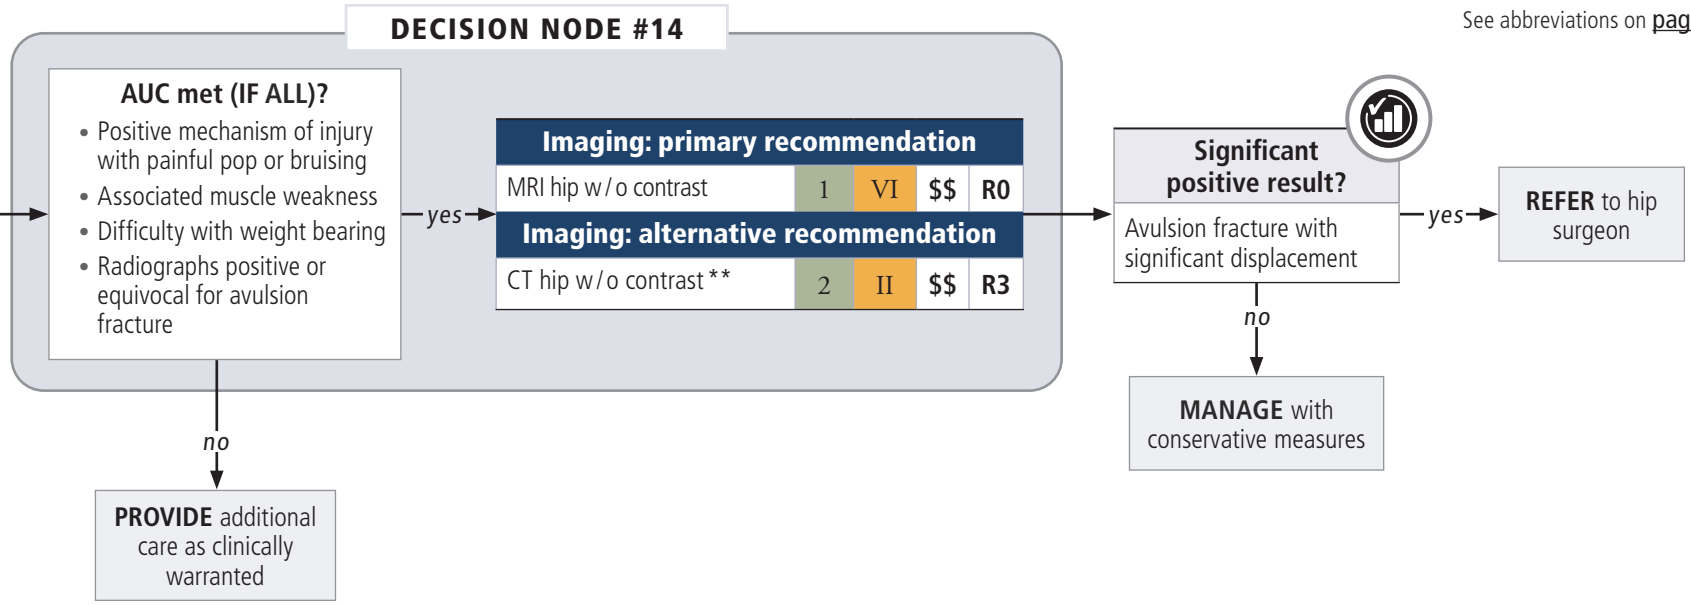 DECISION NODE #14
See abbreviations on pag
AUC met (IF ALL)?
• Positive mechanism of injury
with painful pop or bruising
• Associated muscle weakness
• Difficulty with weight bearing
• Radiographs positive or
equivocal for avulsion
fracture
yes
Imaging: primary recommendation
MRI hip w/o contrast 1 VI $$ R0
Imaging: alternative recommendation
CT hip w/o contrast ** 2 II $$ R3
Significant
positive result?
Avulsion fracture with
significant displacement
yes
REFER to hip
surgeon
no
MANAGE with
conservative measures
no
PROVIDE additional
care as clinically
warranted